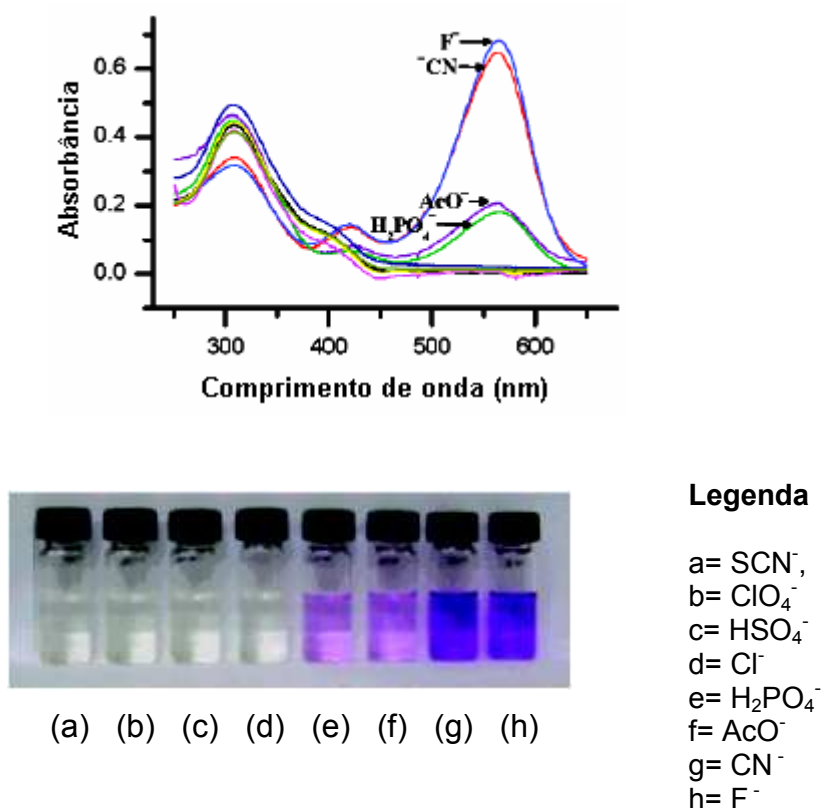 F⁻
⁻CN
AcO⁻
H₂PO₄⁻
Absorbância
0.6
0.4
0.2
0.0
300 400 500 600
Comprimento de onda (nm)
(a) (b) (c) (d) (e) (f) (g) (h)
Legenda
a= SCN⁻,
b= ClO₄⁻
c= HSO₄⁻
d= Cl⁻
e= H₂PO₄⁻
f= AcO⁻
g= CN⁻
h= F⁻